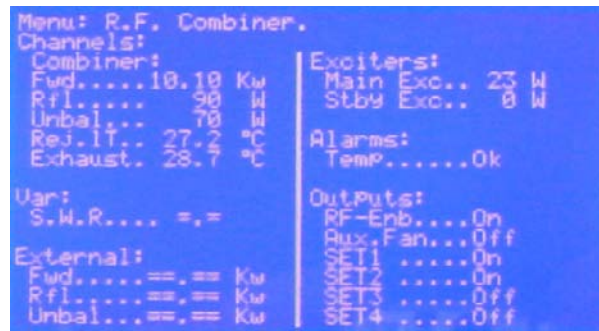 Menu: R.F. Combiner.
Channels:
Combiner:
Fwd.....10.10 Kw
Rfl..... 90 W
Unbal... 70 W
Rej.lT.. 27.2 °C
Exhaust. 28.7 °C
Var:
S.W.R.... =.=
External:
Fwd.....==.== Kw
Rfl.....==.== Kw
Unbal...==.== Kw
Exciters:
Main Exc.. 23 W
Stby Exc.. 0 W
Alarms:
Temp......Ok
Outputs:
RF-Enb....On
Aux.Fan...Off
SET1 .....On
SET2 .....On
SET3 .....Off
SET4 .....Off